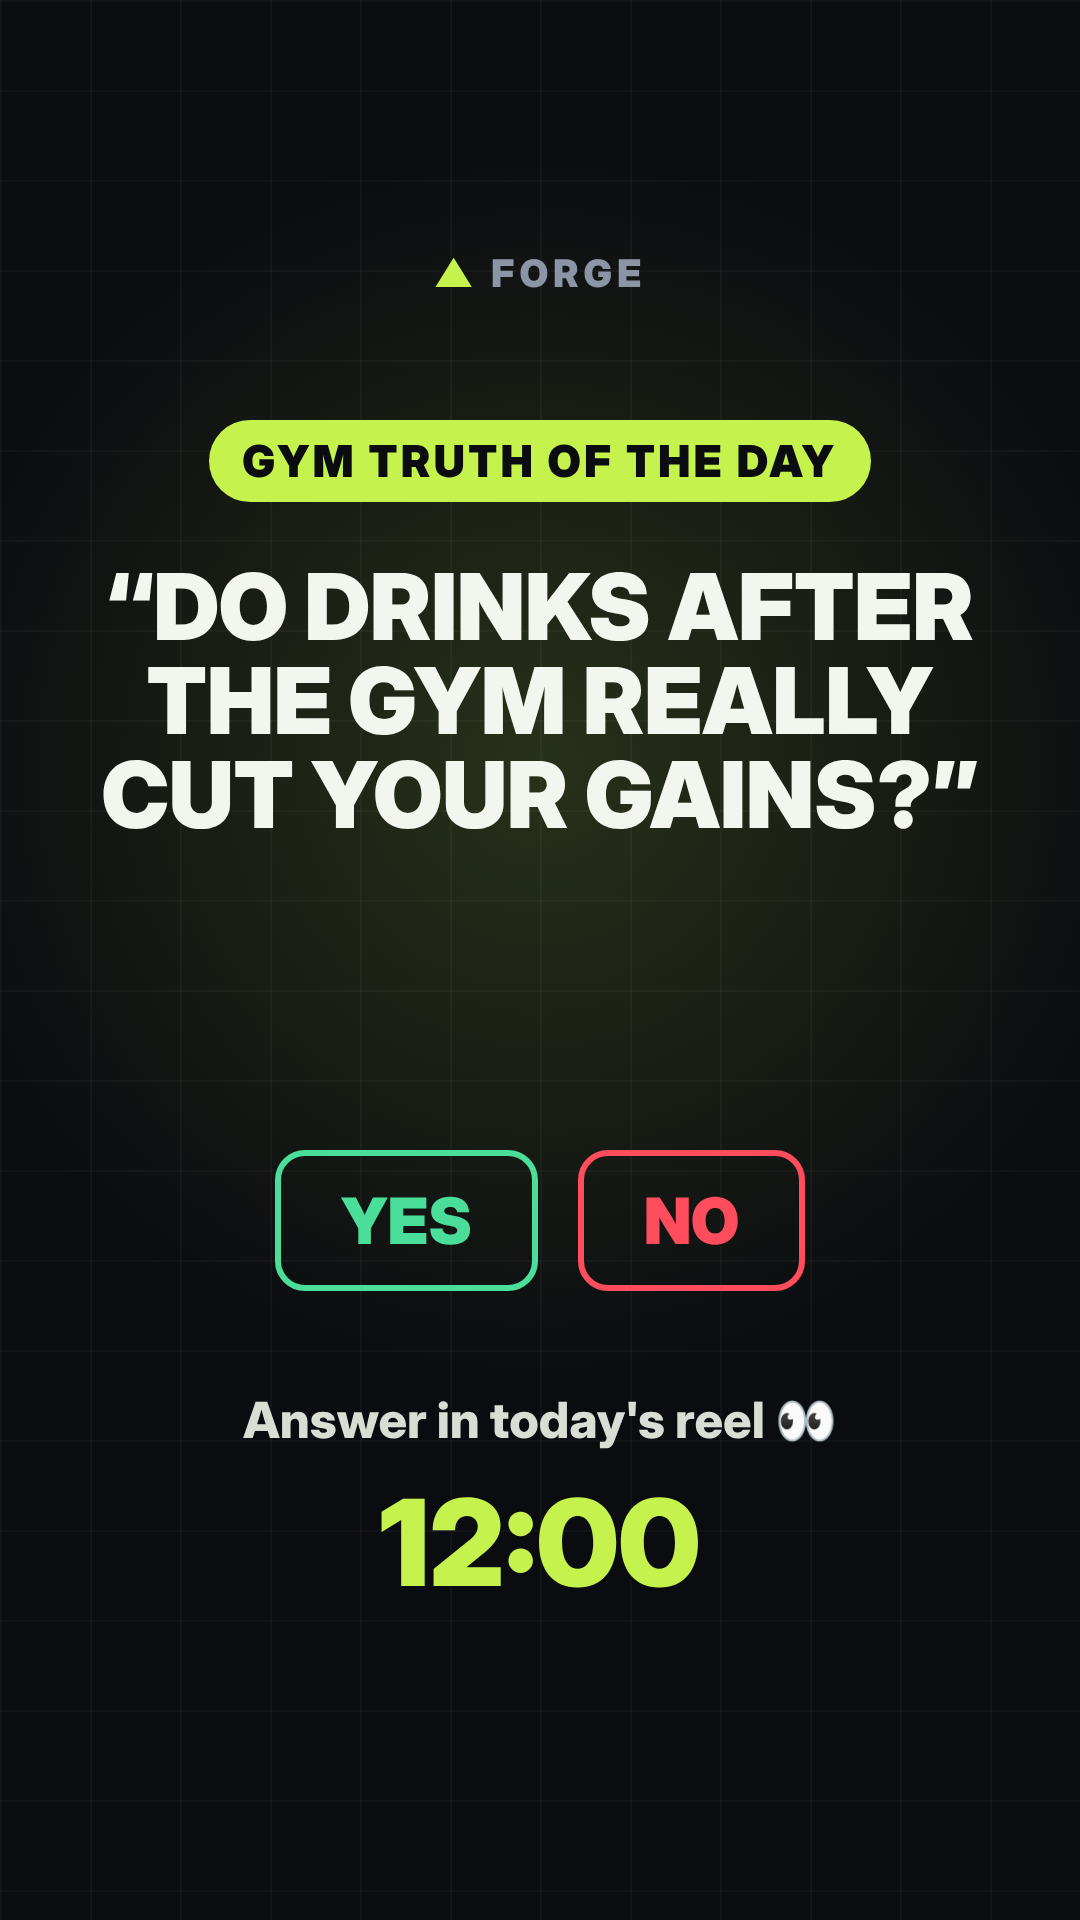 FORGE
GYM TRUTH OF THE DAY
“DO DRINKS AFTER
THE GYM REALLY
CUT YOUR GAINS?”
YES
NO
Answer in today's reel 👀
12:00